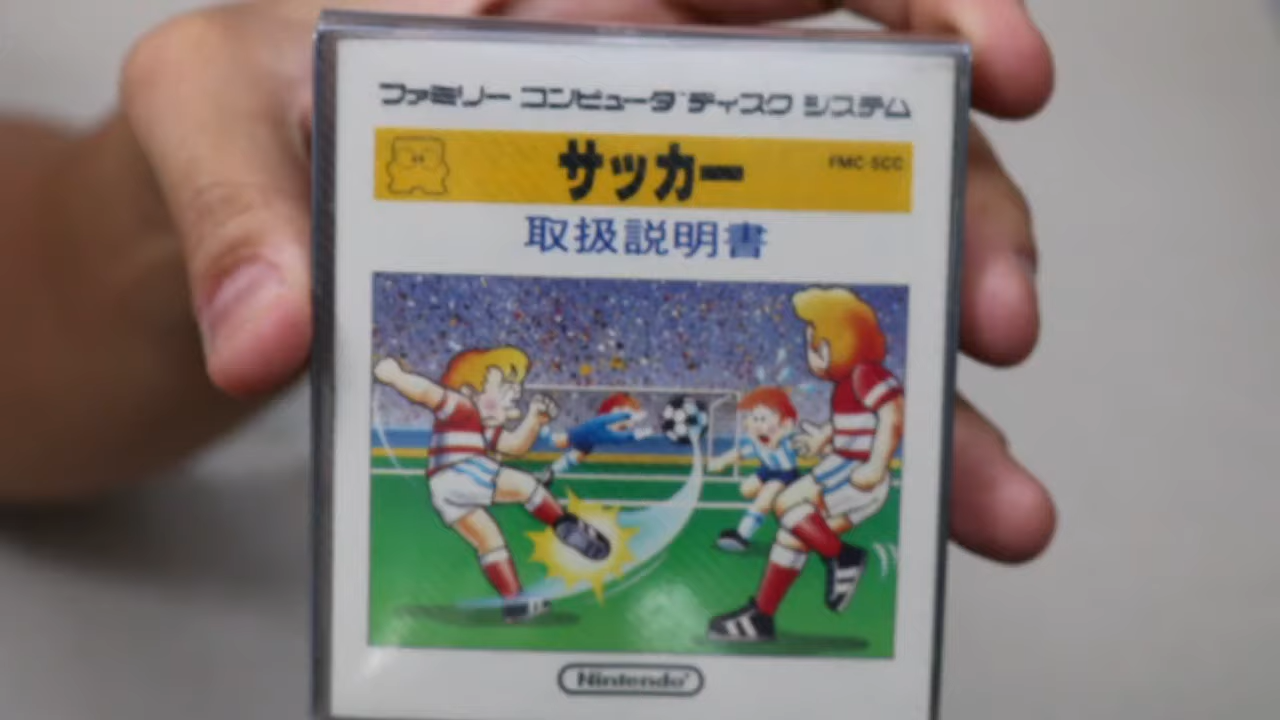 ファミリー コンピュータ ディスク システム
サッカー
FMC-SCC
取扱説明書
Nintendo